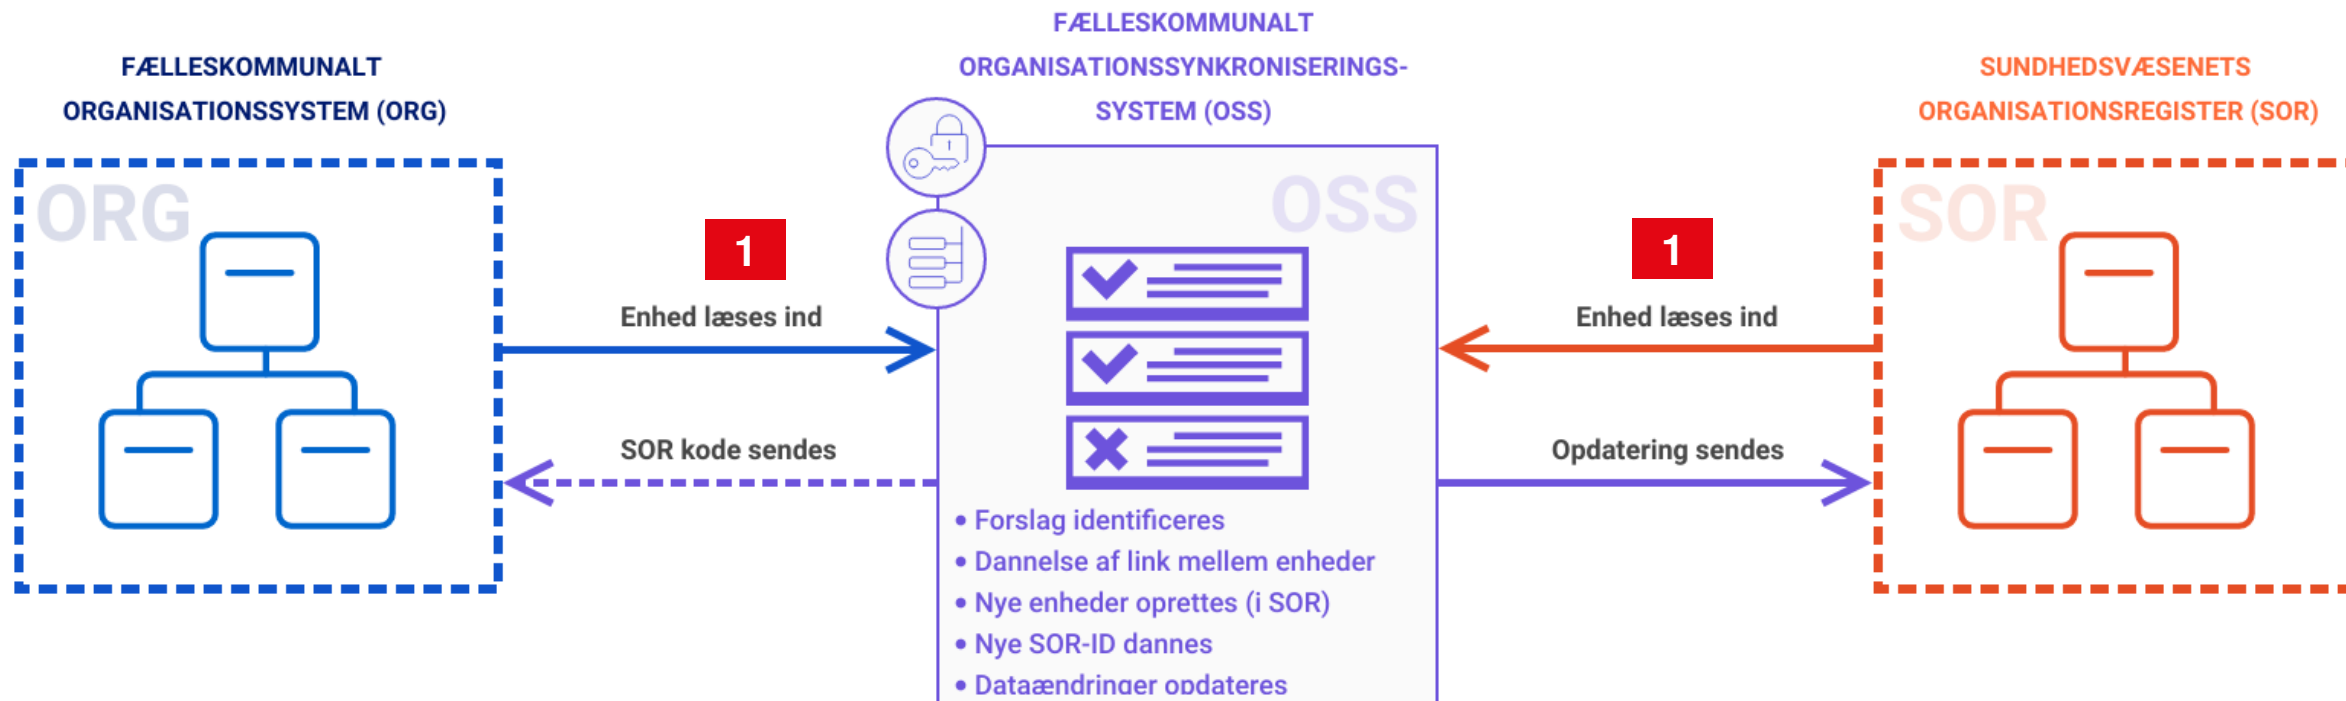 FÆLLESKOMMUNALT
ORGANISATIONSSYSTEM (ORG)
ORG
1
Enhed læses ind
SOR kode sendes
FÆLLESKOMMUNALT
ORGANISATIONSSYNKRONISERINGS-
SYSTEM (OSS)
OSS
• Forslag identificeres
• Dannelse af link mellem enheder
• Nye enheder oprettes (i SOR)
• Nye SOR-ID dannes
• Dataændringer opdateres
1
Enhed læses ind
Opdatering sendes
SUNDHEDSVÆSENETS
ORGANISATIONSREGISTER (SOR)
SOR